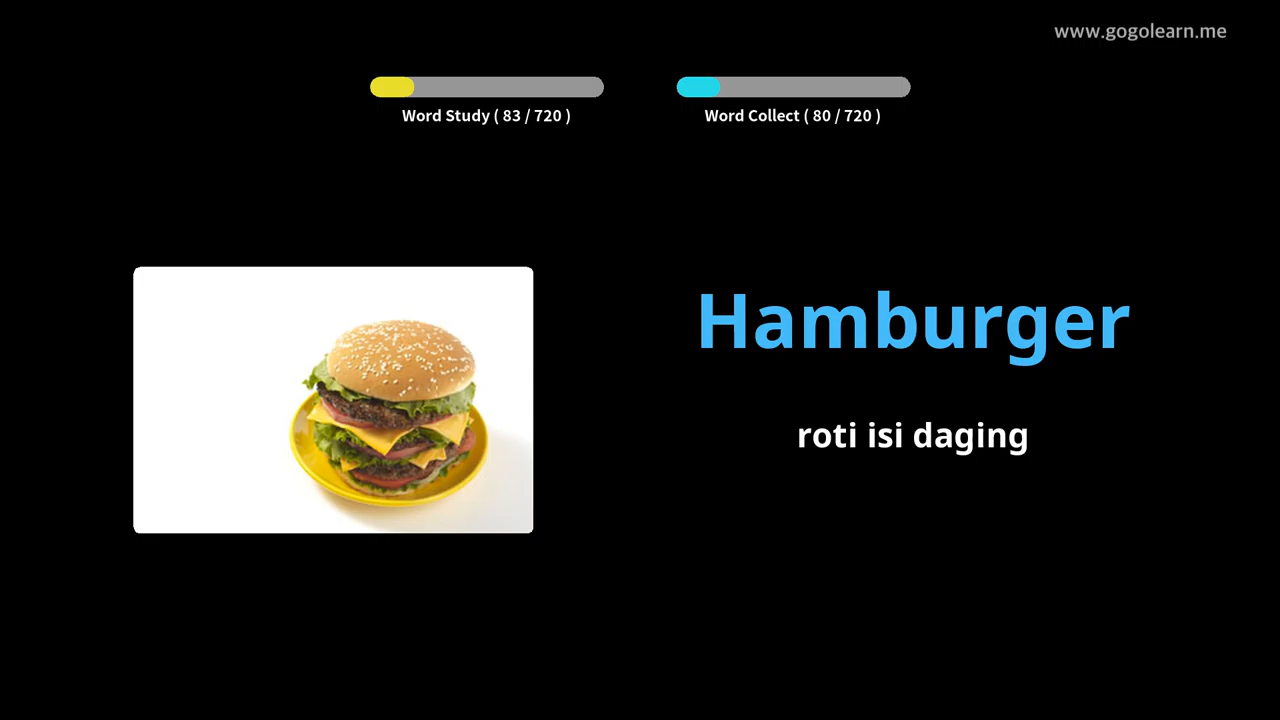 www.gogolearn.me
Word Study ( 83 / 720 )
Word Collect ( 80 / 720 )
Hamburger
roti isi daging